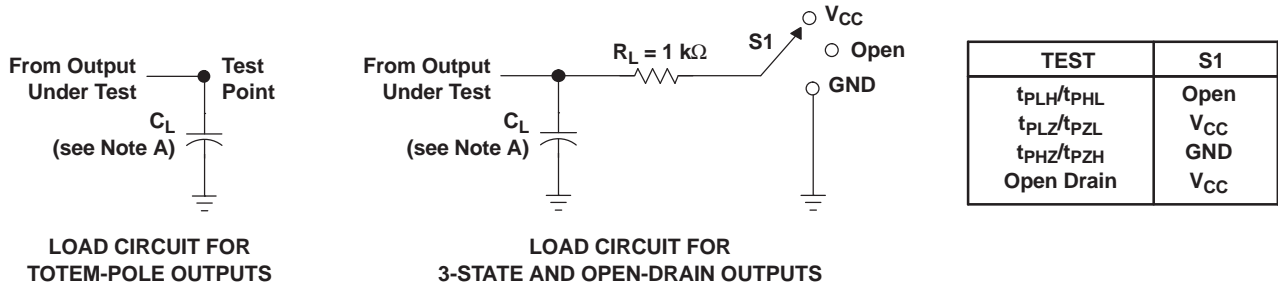 From Output
Under Test
Test
Point
CL
(see Note A)
LOAD CIRCUIT FOR
TOTEM-POLE OUTPUTS
From Output
Under Test
RL = 1 kΩ
S1
VCC
Open
GND
CL
(see Note A)
LOAD CIRCUIT FOR
3-STATE AND OPEN-DRAIN OUTPUTS
TEST S1
tPLH/tPHL Open
tPLZ/tPZL VCC
tPHZ/tPZH GND
Open Drain VCC